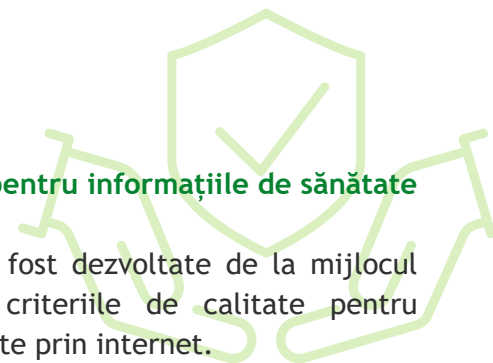 pentru informațiile de sănătate
fost dezvoltate de la mijlocul
criteriile de calitate pentru
te prin internet.